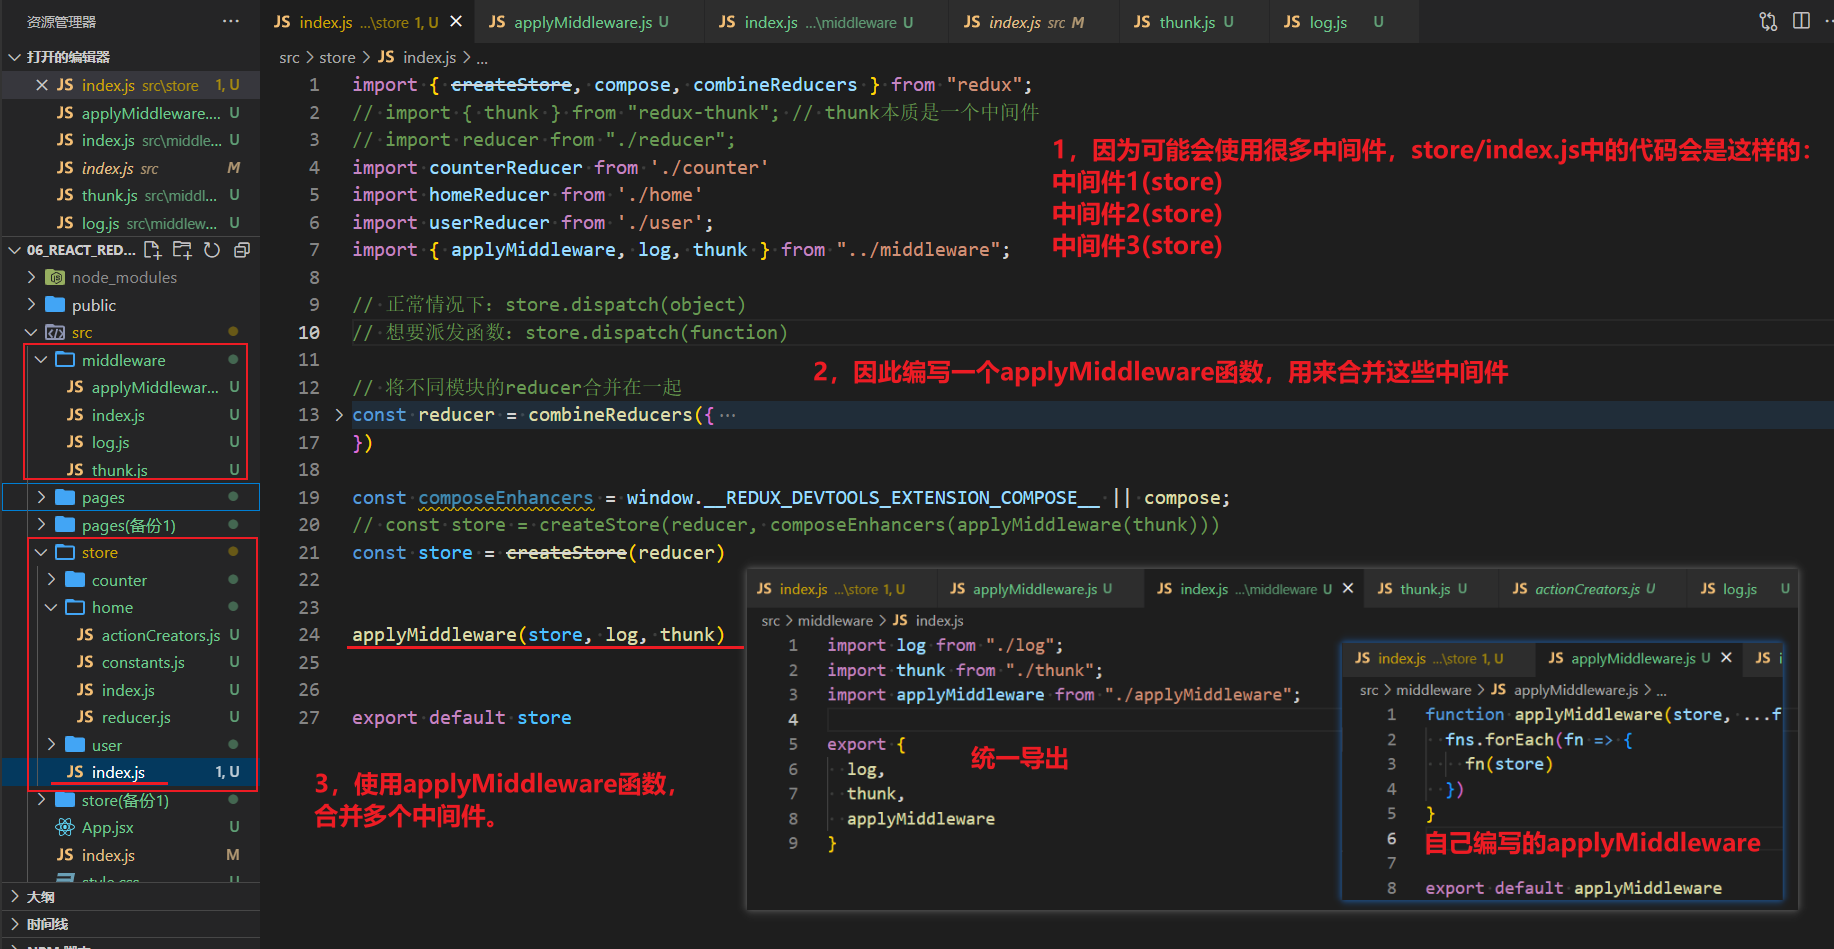 资源管理器
打开的编辑器
index.js src\store 1, U
applyMiddleware.... U
index.js src\middle... U
index.js src M
thunk.js src\middl... U
log.js src\middlew... U
06_REACT_RED...
node_modules
public
src
middleware
applyMiddlewar... U
index.js U
log.js U
thunk.js U
pages
pages(备份1)
store
counter
home
actionCreators.js U
constants.js U
index.js U
reducer.js U
user
index.js 1, U
store(备份1)
App.jsx U
index.js M
style.css U
大纲
时间线
NPM 脚本
JS index.js ...\store 1, U
JS applyMiddleware.js U
JS index.js ...\middleware U
JS index.js src M
JS thunk.js U
JS log.js U
src > store > JS index.js > ...
1 import { createStore, compose, combineReducers } from "redux";
2 // import { thunk } from "redux-thunk"; // thunk本质是一个中间件
3 // import reducer from "./reducer";
4 import counterReducer from './counter'
5 import homeReducer from './home'
6 import userReducer from './user';
7 import { applyMiddleware, log, thunk } from "../middleware";
8
9 // 正常情况下：store.dispatch(object)
10 // 想要派发函数：store.dispatch(function)
11
12 // 将不同模块的reducer合并在一起
13 const reducer = combineReducers({ ...
17 })
18
19 const composeEnhancers = window.__REDUX_DEVTOOLS_EXTENSION_COMPOSE__ || compose;
20 // const store = createStore(reducer, composeEnhancers(applyMiddleware(thunk)))
21 const store = createStore(reducer)
22
23
24 applyMiddleware(store, log, thunk)
25
26
27 export default store
1，因为可能会使用很多中间件，store/index.js中的代码会是这样的：
中间件1(store)
中间件2(store)
中间件3(store)
2，因此编写一个applyMiddleware函数，用来合并这些中间件
3，使用applyMiddleware函数，
合并多个中间件。
JS index.js ...\store 1, U
JS applyMiddleware.js U
JS index.js ...\middleware U
JS thunk.js U
JS actionCreators.js U
JS log.js U
src > middleware > JS index.js
1 import log from "./log";
2 import thunk from "./thunk";
3 import applyMiddleware from "./applyMiddleware";
4
5 export {
6 log,
7 thunk,
8 applyMiddleware
9 }
统一导出
JS index.js ...\store 1, U
JS applyMiddleware.js U
JS i
src > middleware > JS applyMiddleware.js > ...
1 function applyMiddleware(store, ...f
2 fns.forEach(fn => {
3 fn(store)
4 })
5 }
6
7
8 export default applyMiddleware
自己编写的applyMiddleware